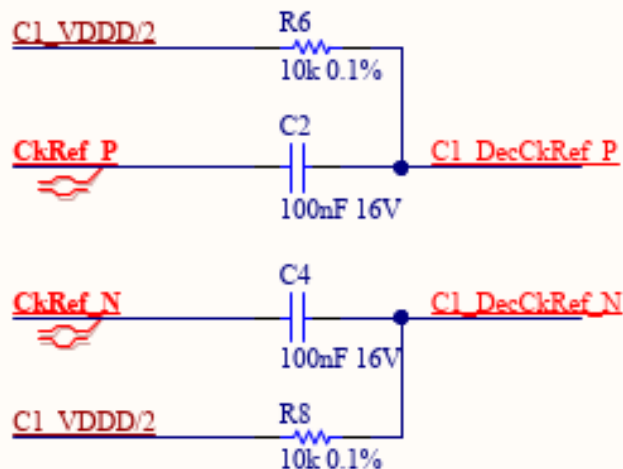 C1_VDDD/2
R6
10k 0.1%
CkRef_P
C2
C1_DecCkRef_P
100nF 16V
CkRef_N
C4
C1_DecCkRef_N
100nF 16V
C1_VDDD/2
R8
10k 0.1%